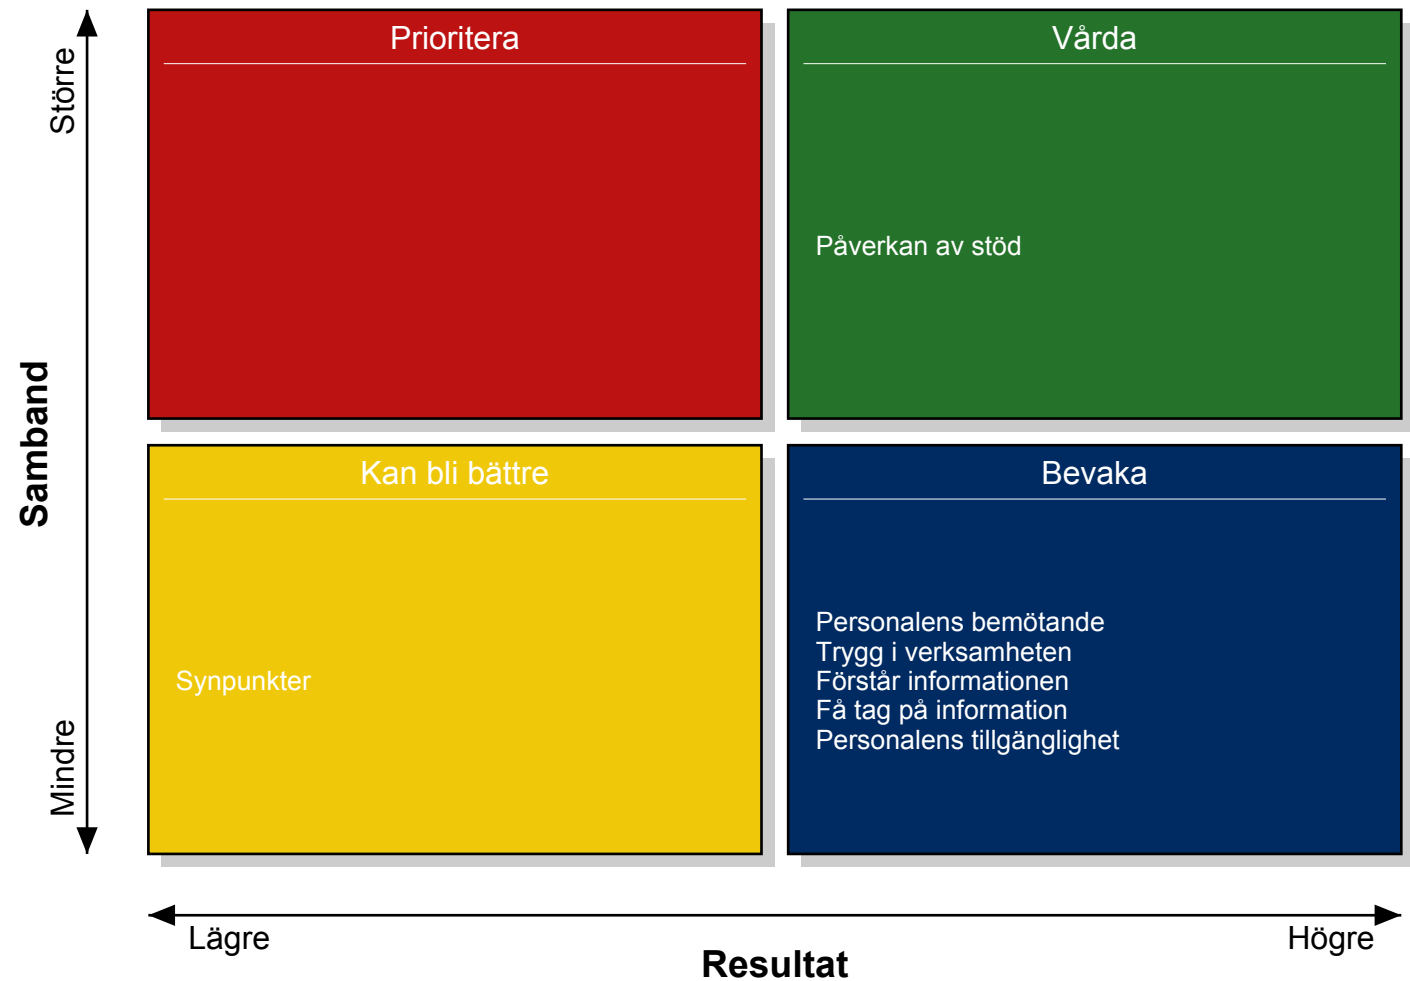 Större
Samband
Mindre
Prioritera
Vårda
Påverkan av stöd
Kan bli bättre
Synpunkter
Bevaka
Personalens bemötande
Trygg i verksamheten
Förstår informationen
Få tag på information
Personalens tillgänglighet
Lägre
Högre
Resultat